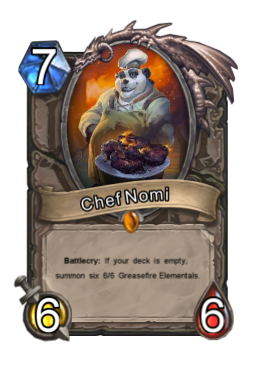 7
Chef Nomi
Battlecry: If your deck is empty,
summon six 6/6 Greasefire Elementals.
6 6